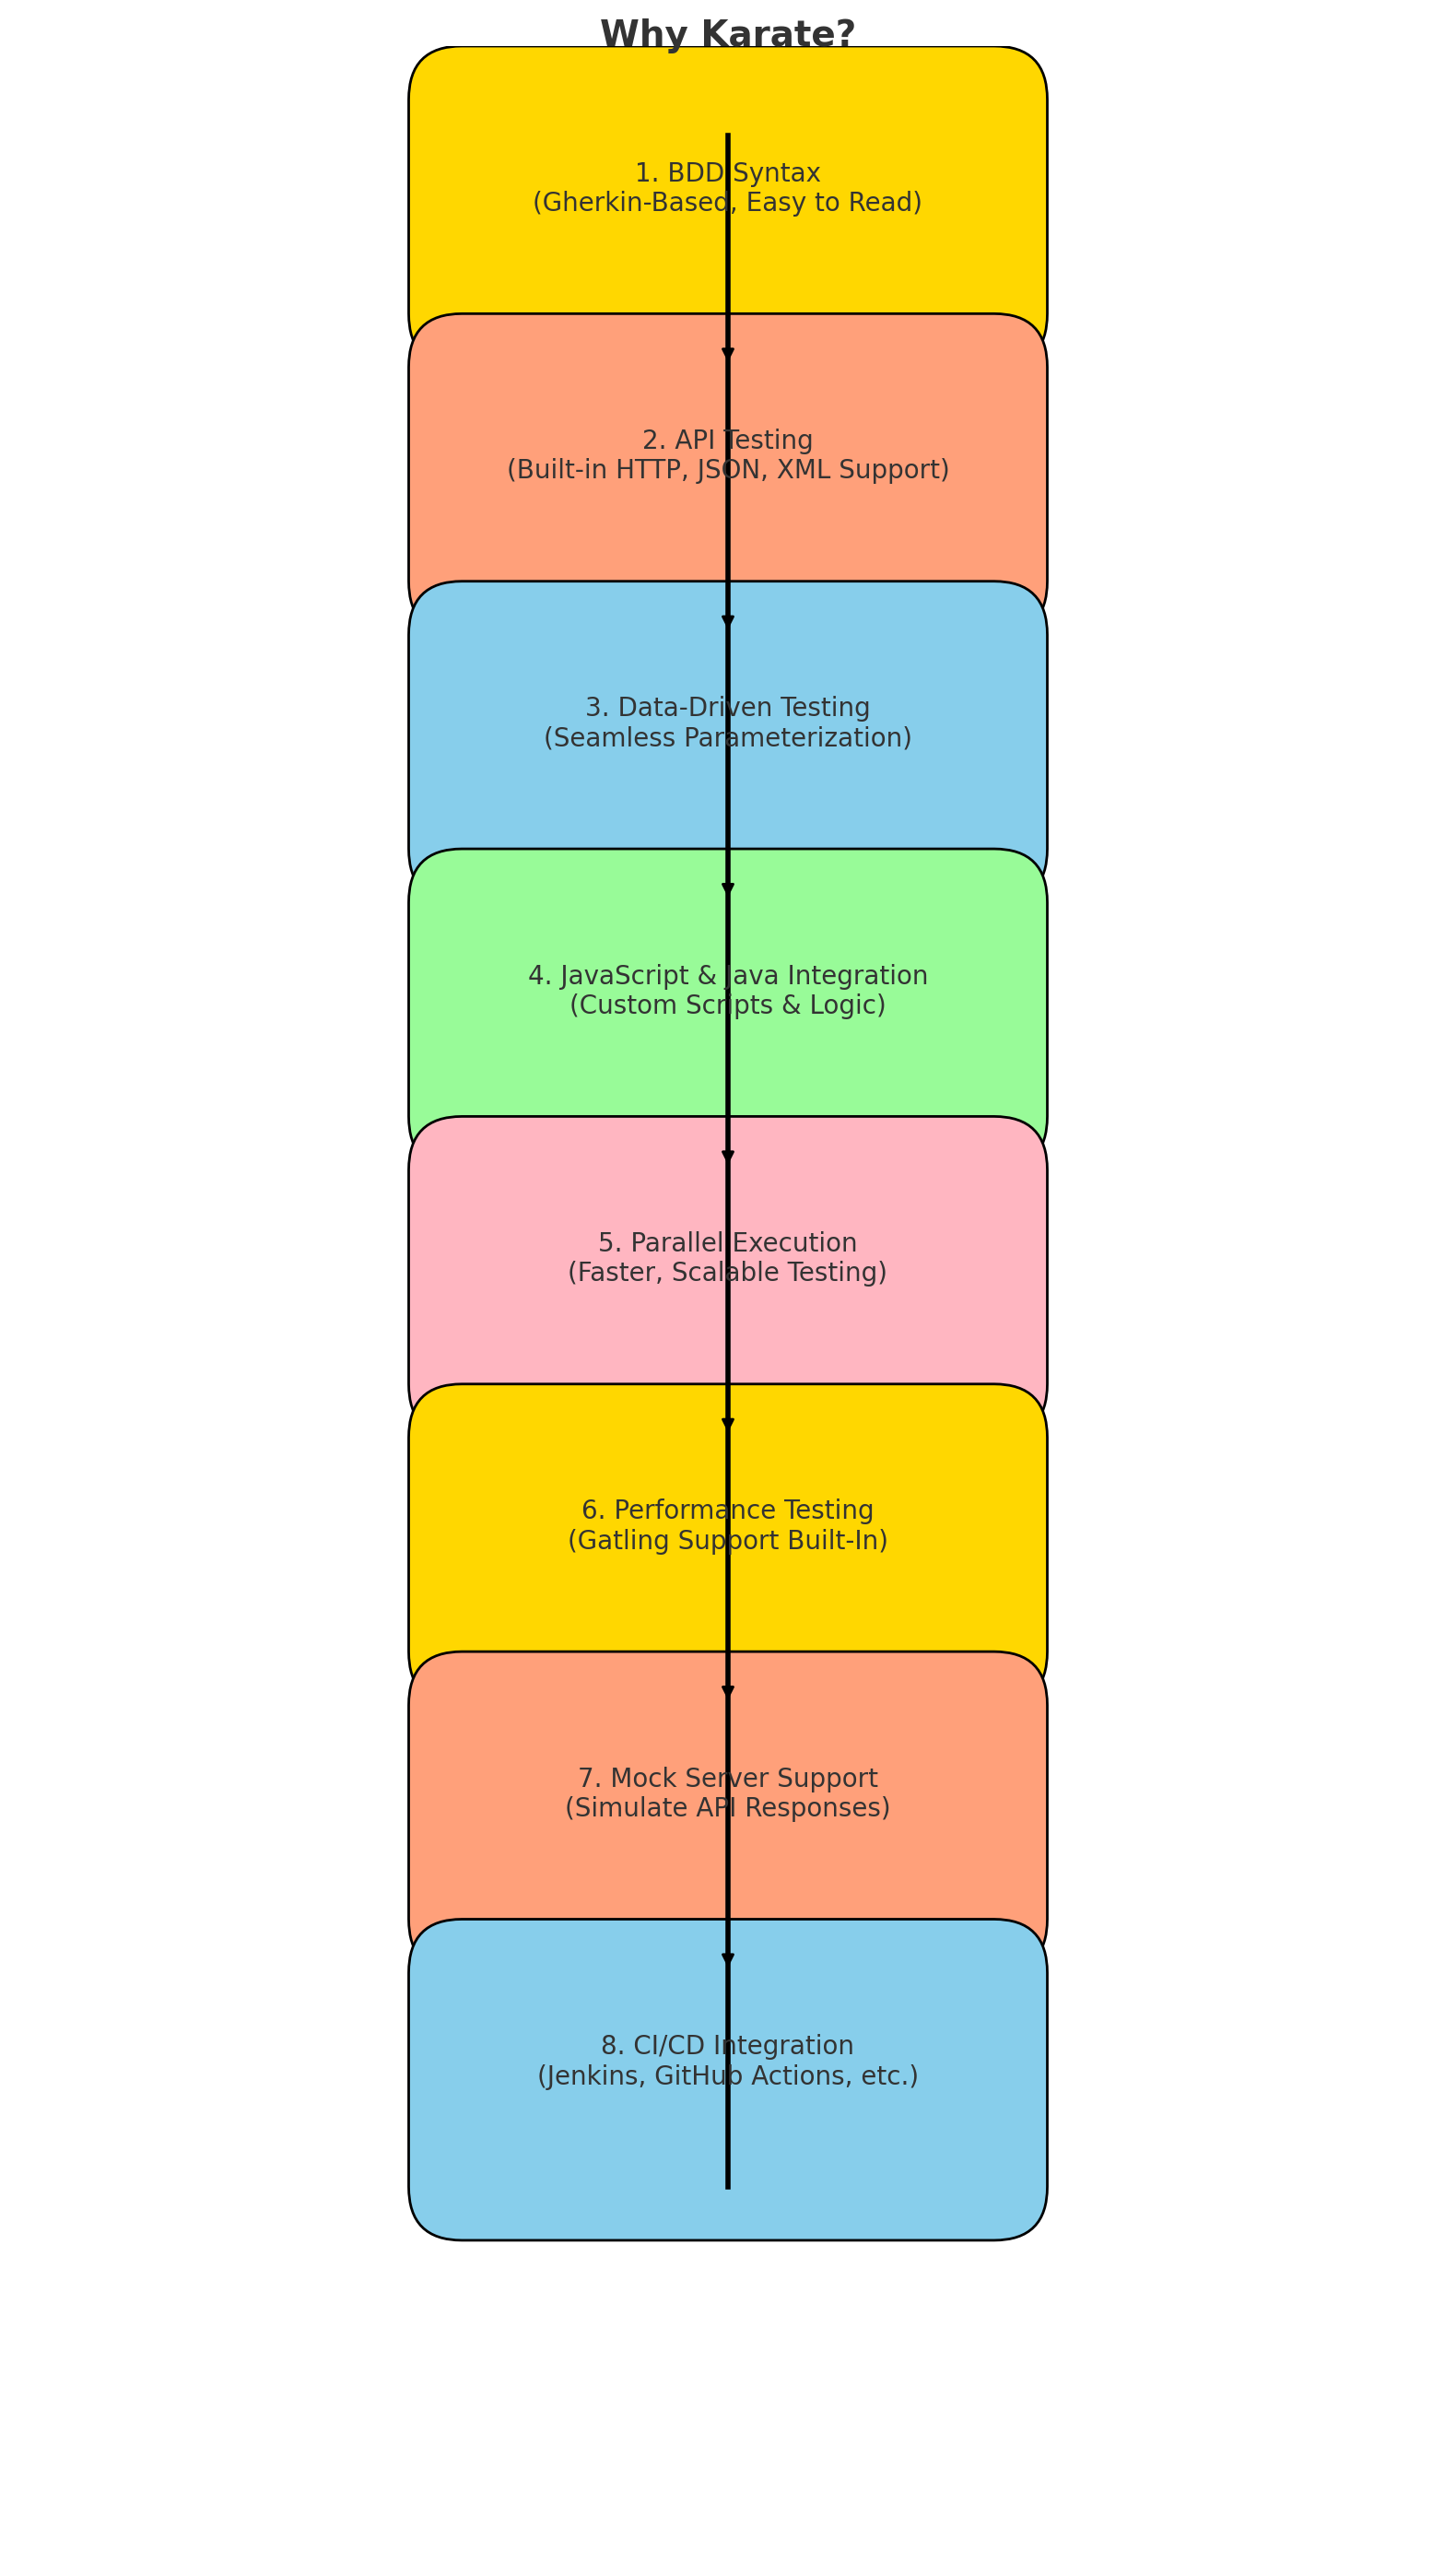 Why Karate?
1. BDD Syntax
(Gherkin-Based, Easy to Read)
2. API Testing
(Built-in HTTP, JSON, XML Support)
3. Data-Driven Testing
(Seamless Parameterization)
4. JavaScript & Java Integration
(Custom Scripts & Logic)
5. Parallel Execution
(Faster, Scalable Testing)
6. Performance Testing
(Gatling Support Built-In)
7. Mock Server Support
(Simulate API Responses)
8. CI/CD Integration
(Jenkins, GitHub Actions, etc.)